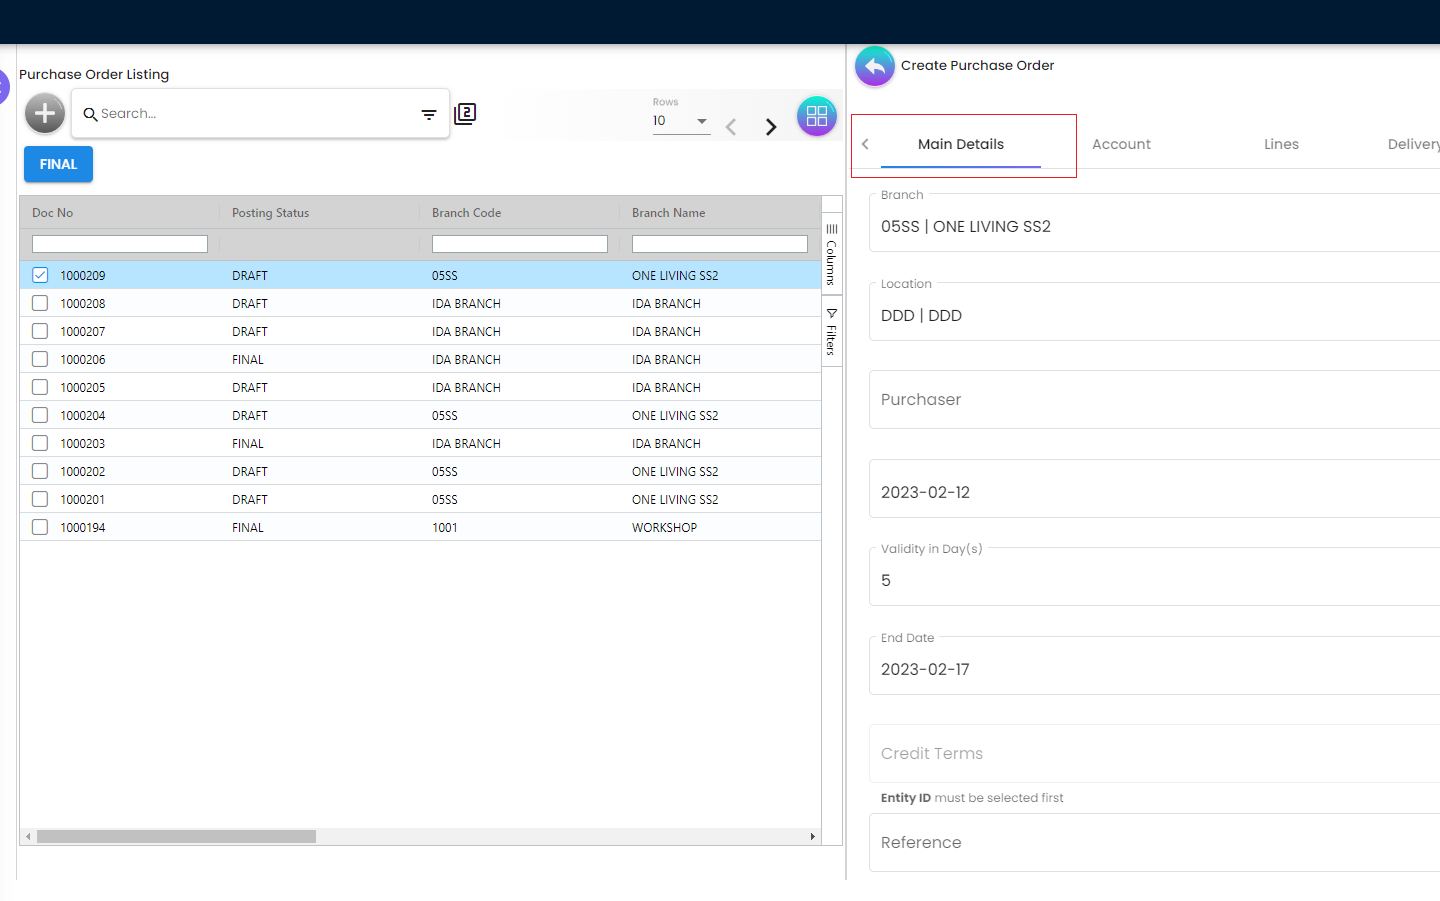 Purchase Order Listing
Search...
2
Rows
10
FINAL
Doc No Posting Status Branch Code Branch Name
1000209 DRAFT 05SS ONE LIVING SS2
1000208 DRAFT IDA BRANCH IDA BRANCH
1000207 DRAFT IDA BRANCH IDA BRANCH
1000206 FINAL IDA BRANCH IDA BRANCH
1000205 DRAFT IDA BRANCH IDA BRANCH
1000204 DRAFT 05SS ONE LIVING SS2
1000203 FINAL IDA BRANCH IDA BRANCH
1000202 DRAFT 05SS ONE LIVING SS2
1000201 DRAFT 05SS ONE LIVING SS2
1000194 FINAL 1001 WORKSHOP
Columns
Filters
Create Purchase Order
Main Details Account Lines Delivery
Branch
05SS | ONE LIVING SS2
Location
DDD | DDD
Purchaser
2023-02-12
Validity in Day(s)
5
End Date
2023-02-17
Credit Terms
Entity ID must be selected first
Reference